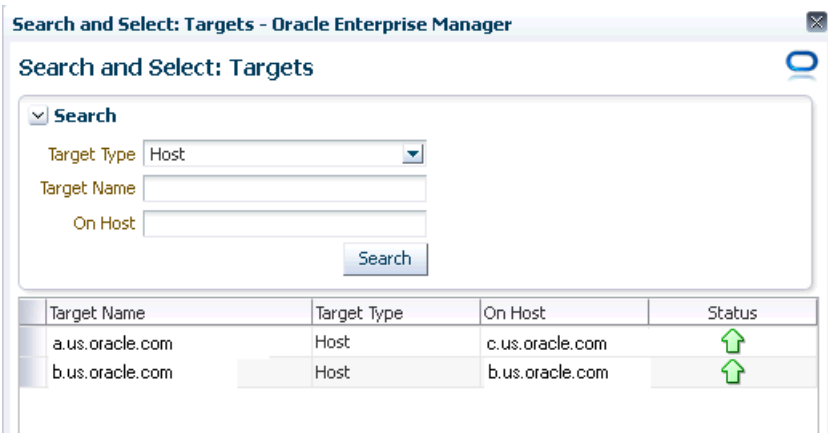 Search and Select: Targets - Oracle Enterprise Manager
Search and Select: Targets
Search
Target Type Host
Target Name
On Host
Search
Target Name Target Type On Host Status
a.us.oracle.com Host c.us.oracle.com
b.us.oracle.com Host b.us.oracle.com